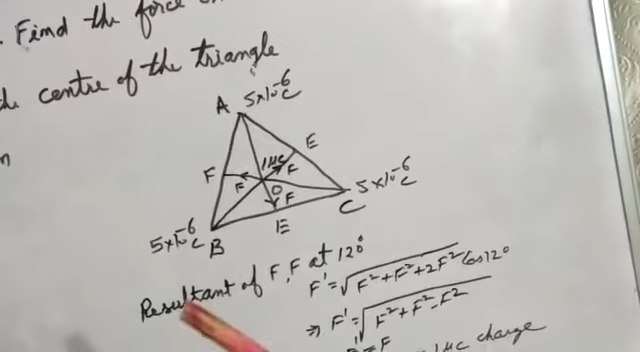 . Find the force
the centre of the triangle
A 5×10⁻⁶C
E
F
1μC
F F
O
F
C 5×10⁻⁶C
5×10⁻⁶C
B
E
Resultant of F, F at 120°
F' = √F² + F² + 2F² Cos120
⇒ F' = √F² + F² - F²
= F
1μC charge